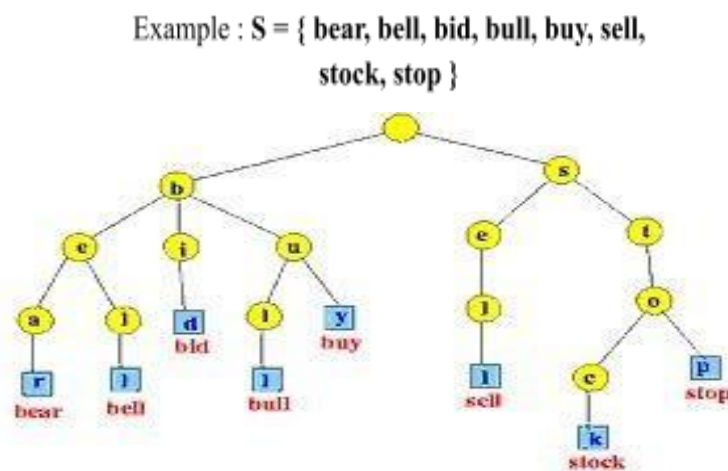 Example : S = { bear, bell, bid, bull, buy, sell,
stock, stop }
b
s
e
i
u
e
t
a
l
d
l
y
l
o
bid
buy
r
l
l
l
c
p
bear
bell
bull
sell
stop
k
stock